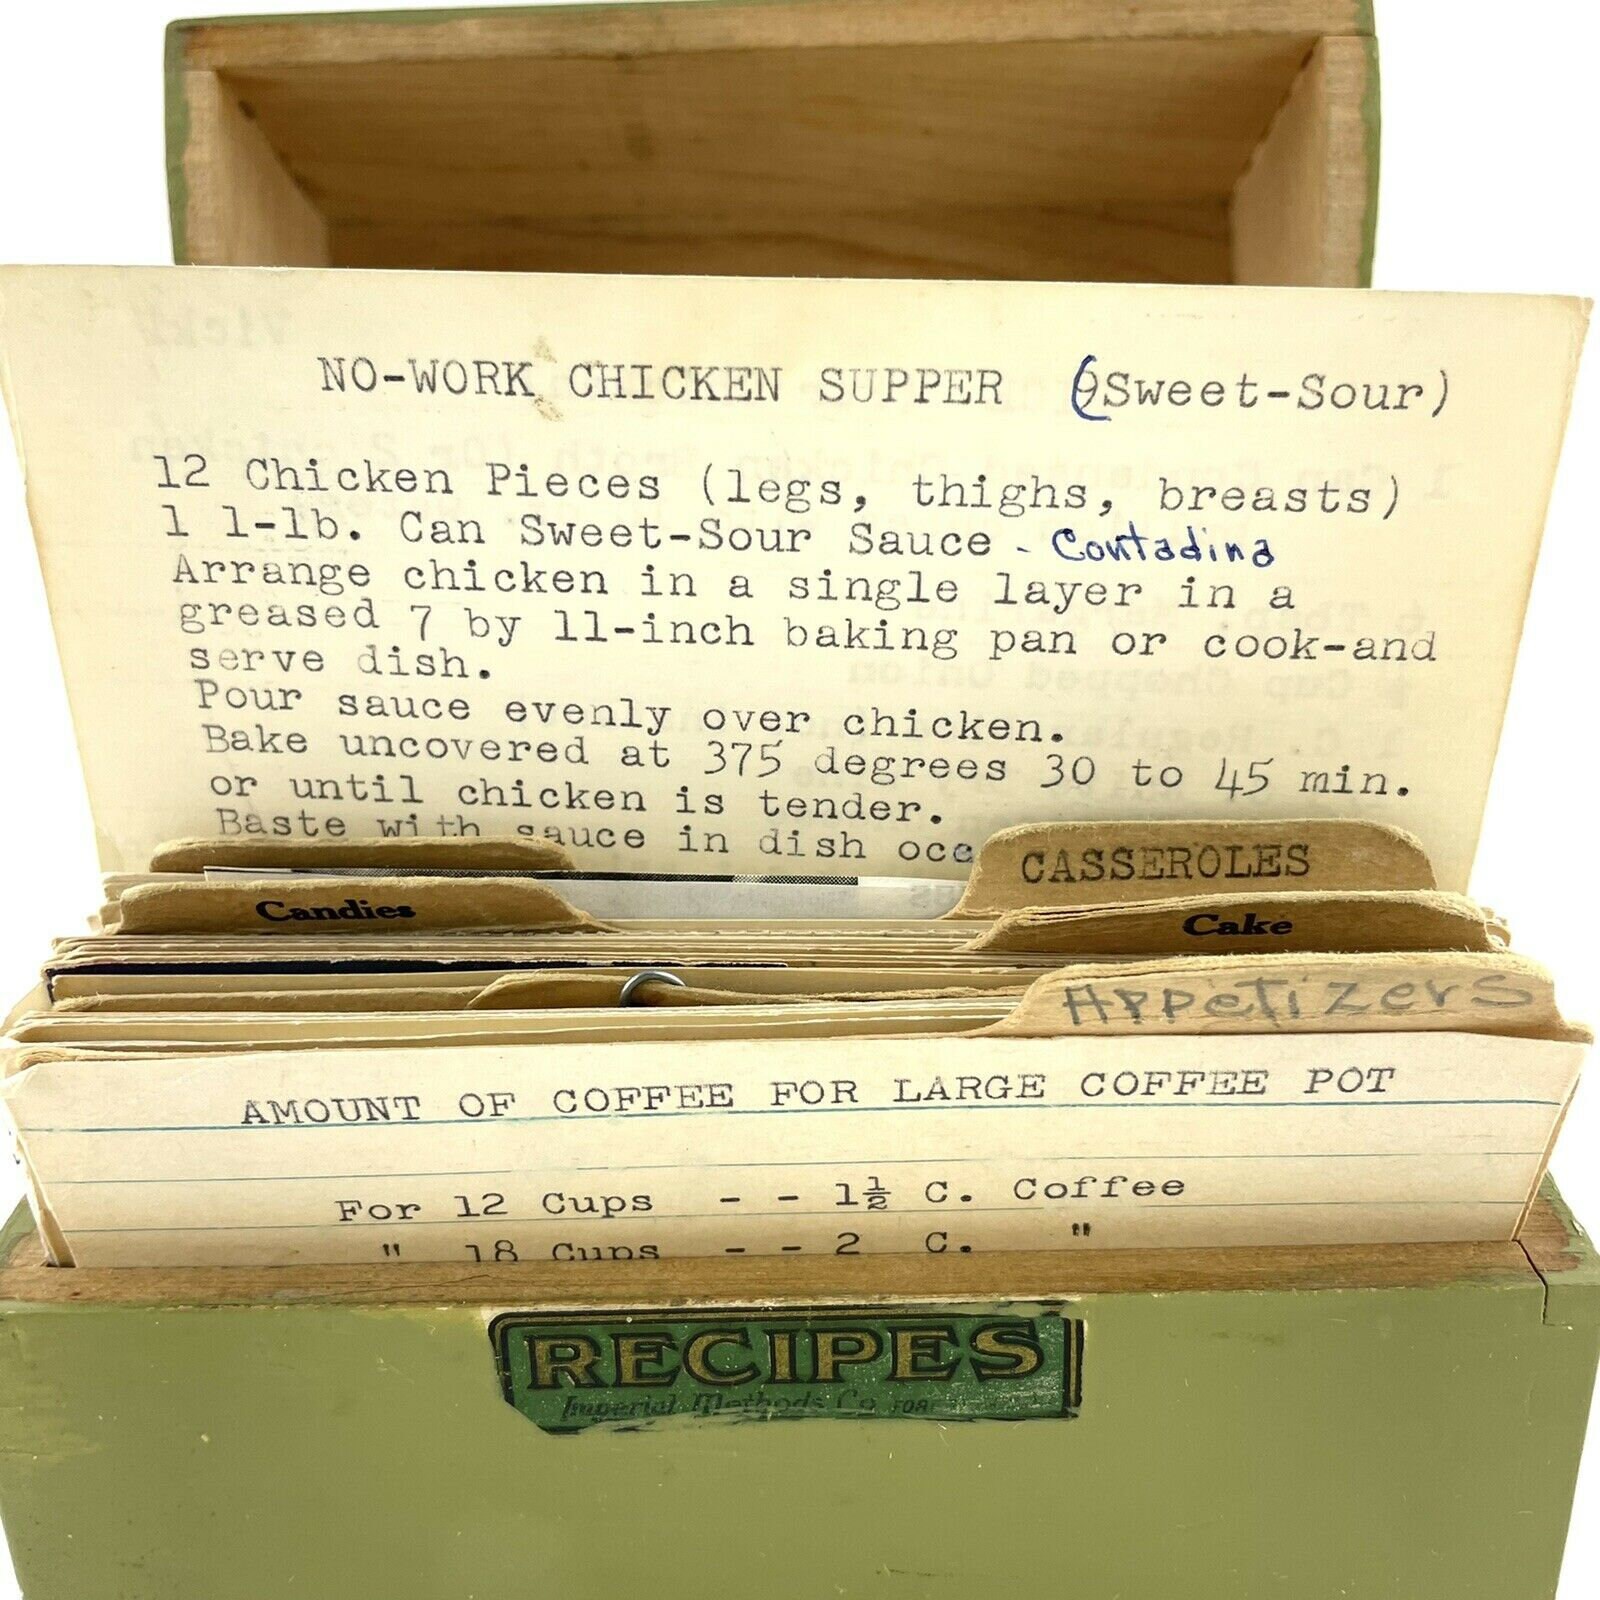 NO-WORK CHICKEN SUPPER (9Sweet-Sour)
12 Chicken Pieces (legs, thighs, breasts)
1 1-lb. Can Sweet-Sour Sauce - Contadina
Arrange chicken in a single layer in a
greased 7 by 11-inch baking pan or cook-and
serve dish.
Pour sauce evenly over chicken.
Bake uncovered at 375 degrees 30 to 45 min.
or until chicken is tender.
Baste with sauce in dish occ
CASSEROLES
Candies
Cake
Appetizers
AMOUNT OF COFFEE FOR LARGE COFFEE POT
For 12 Cups - - 1½ C. Coffee
" 18 Cups - - 2 C. "
RECIPES
Imperial Methods Co. FOR